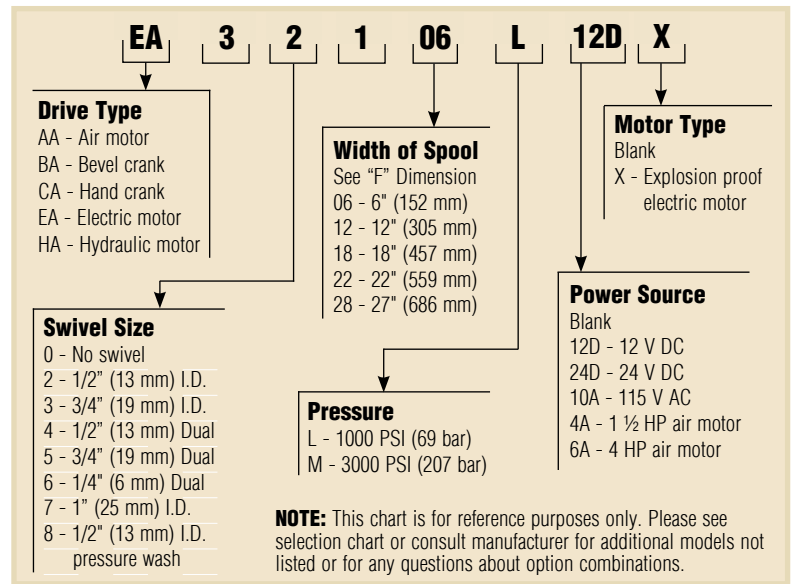 EA 3 2 1 06 L 12D X
Drive Type
AA - Air motor
BA - Bevel crank
CA - Hand crank
EA - Electric motor
HA - Hydraulic motor
Swivel Size
0 - No swivel
2 - 1/2" (13 mm) I.D.
3 - 3/4" (19 mm) I.D.
4 - 1/2" (13 mm) Dual
5 - 3/4" (19 mm) Dual
6 - 1/4" (6 mm) Dual
7 - 1" (25 mm) I.D.
8 - 1/2" (13 mm) I.D.
pressure wash
Width of Spool
See “F” Dimension
06 - 6" (152 mm)
12 - 12" (305 mm)
18 - 18" (457 mm)
22 - 22" (559 mm)
28 - 27" (686 mm)
Pressure
L - 1000 PSI (69 bar)
M - 3000 PSI (207 bar)
Motor Type
Blank
X - Explosion proof
electric motor
Power Source
Blank
12D - 12 V DC
24D - 24 V DC
10A - 115 V AC
4A - 1 ½ HP air motor
6A - 4 HP air motor
NOTE: This chart is for reference purposes only. Please see
selection chart or consult manufacturer for additional models not
listed or for any questions about option combinations.